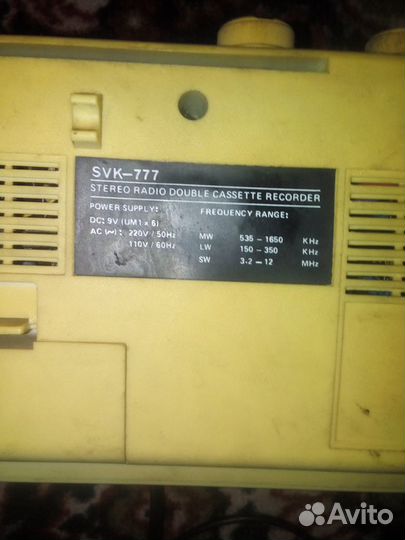 SVK-777
STEREO RADIO DOUBLE CASSETTE RECORDER
POWER SUPPLY: FREQUENCY RANGE:
DC: 9V (UM1 x 6)
AC (~): 220V / 50Hz MW 535 - 1650 KHz
110V / 60Hz LW 150 - 350 KHz
SW 3.2 - 12 MHz
Avito